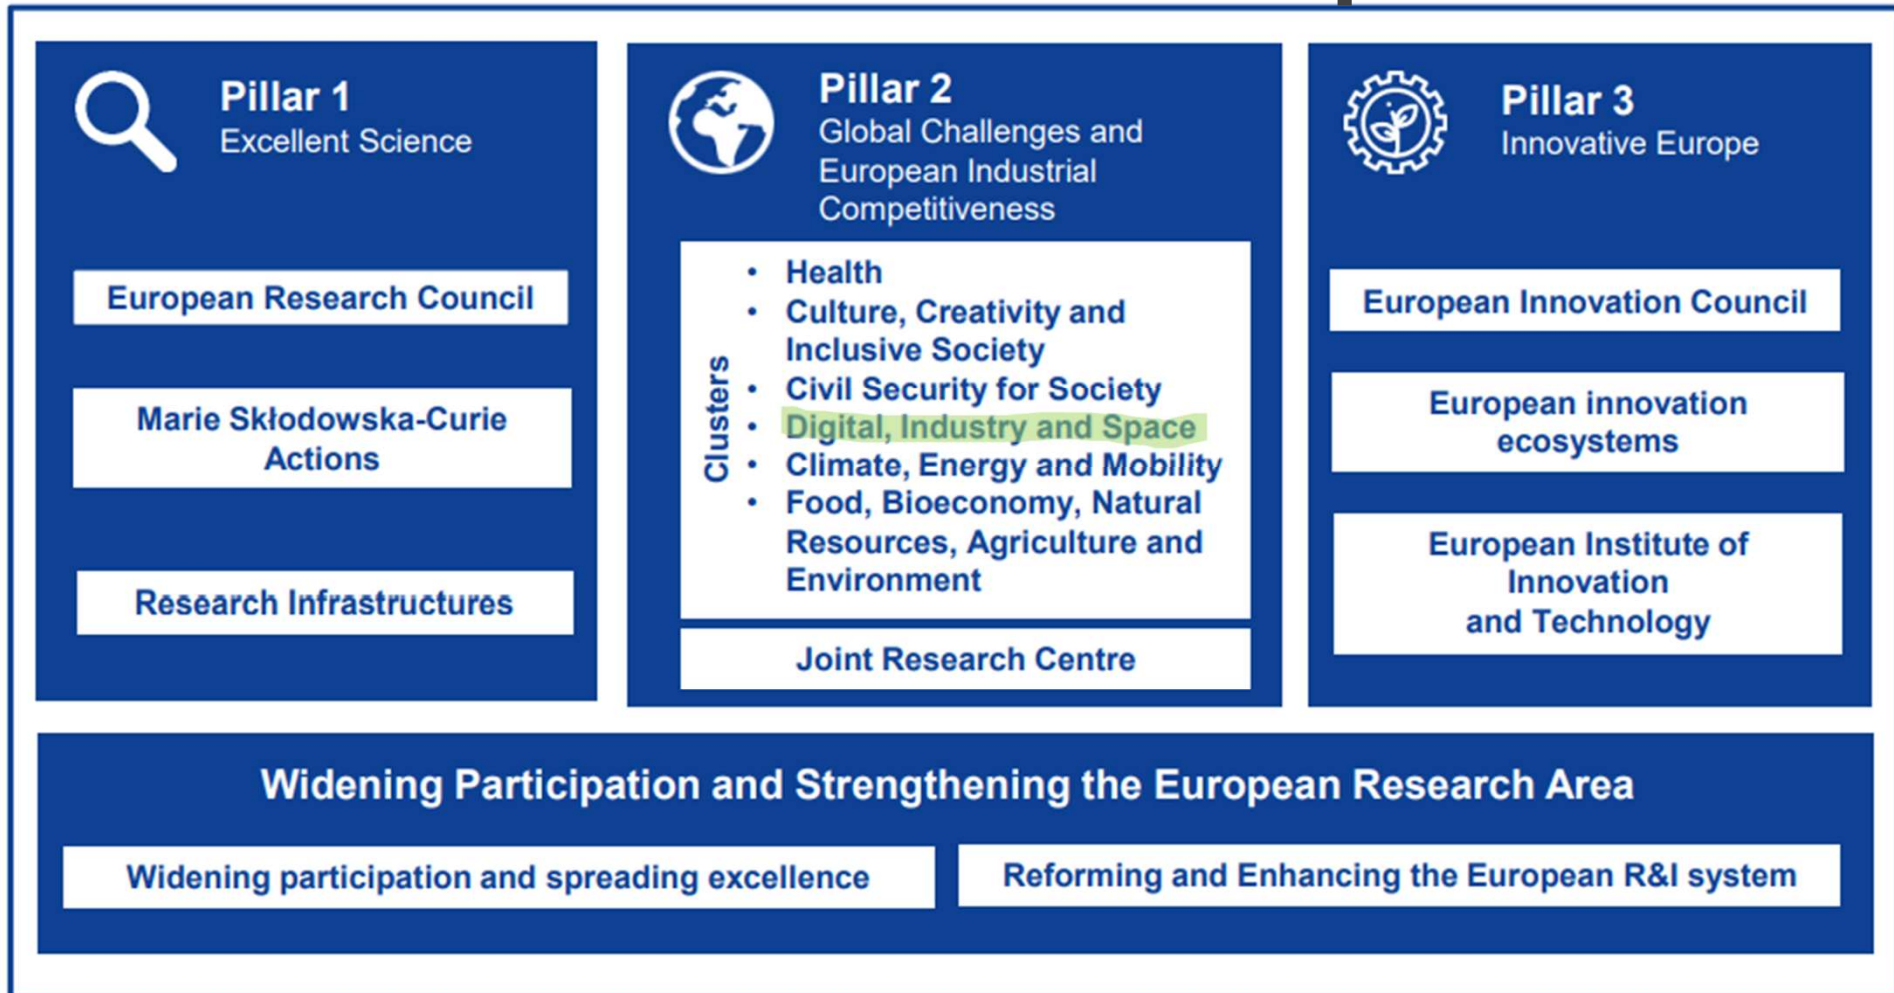 Pillar 1
Excellent Science
European Research Council
Marie Skłodowska-Curie
Actions
Research Infrastructures
Pillar 2
Global Challenges and
European Industrial
Competitiveness
Clusters
• Health
• Culture, Creativity and
Inclusive Society
• Civil Security for Society
• Digital, Industry and Space
• Climate, Energy and Mobility
• Food, Bioeconomy, Natural
Resources, Agriculture and
Environment
Joint Research Centre
Pillar 3
Innovative Europe
European Innovation Council
European innovation
ecosystems
European Institute of
Innovation
and Technology
Widening Participation and Strengthening the European Research Area
Widening participation and spreading excellence
Reforming and Enhancing the European R&I system